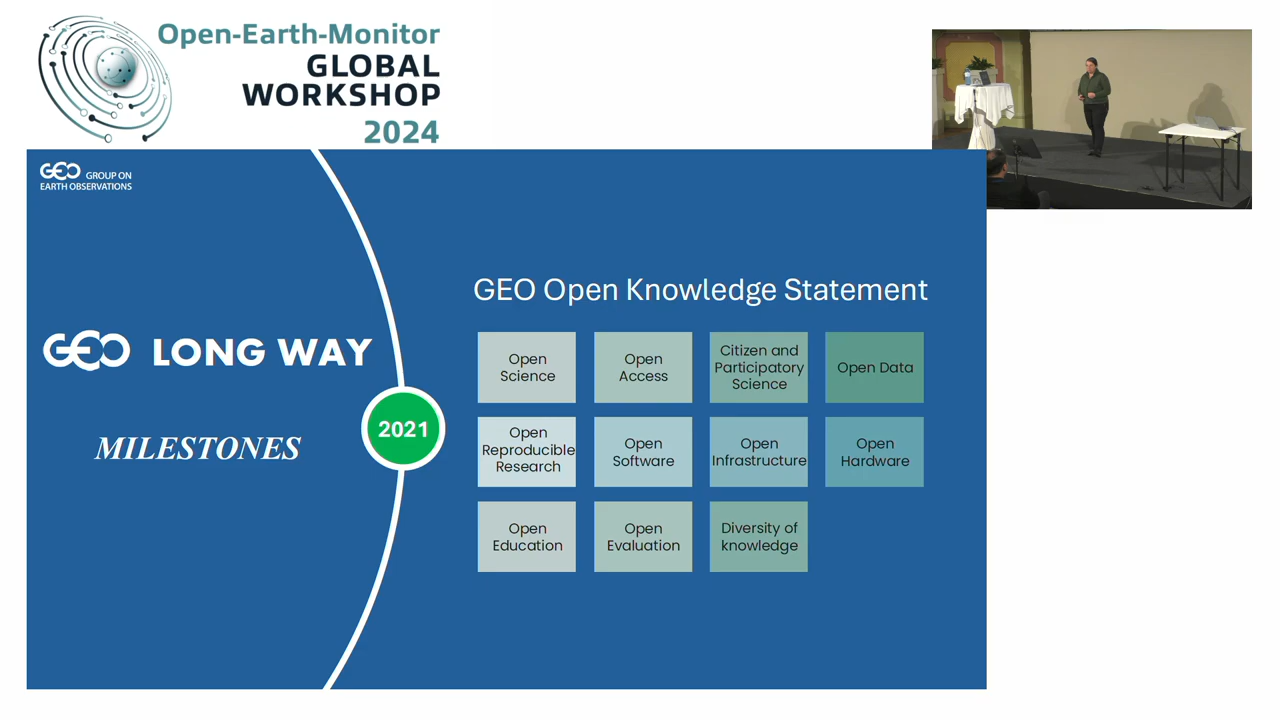 Open-Earth-Monitor
GLOBAL
WORKSHOP
2024
GEO GROUP ON
EARTH OBSERVATIONS
GEO LONG WAY
MILESTONES
2021
GEO Open Knowledge Statement
Open
Science
Open
Access
Citizen and
Participatory
Science
Open Data
Open
Reproducible
Research
Open
Software
Open
Infrastructure
Open
Hardware
Open
Education
Open
Evaluation
Diversity of
knowledge